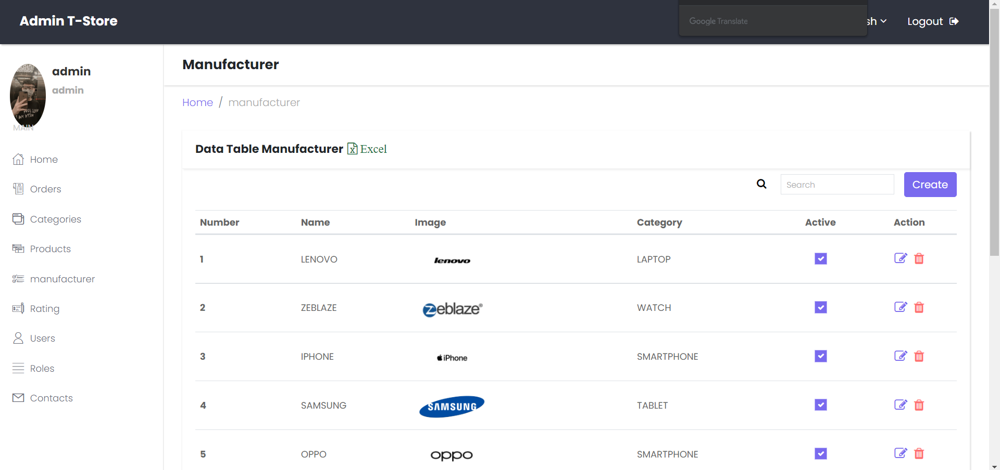 Admin T-Store
Google Translate
sh
Logout
admin
admin
MAIN
Home
Orders
Categories
Products
manufacturer
Rating
Users
Roles
Contacts
Manufacturer
Home / manufacturer
Data Table Manufacturer Excel
Search
Create
Number Name Image Category Active Action
1 LENOVO lenovo LAPTOP
2 ZEBLAZE Zeblaze® WATCH
3 IPHONE iPhone SMARTPHONE
4 SAMSUNG SAMSUNG TABLET
5 OPPO oppo SMARTPHONE